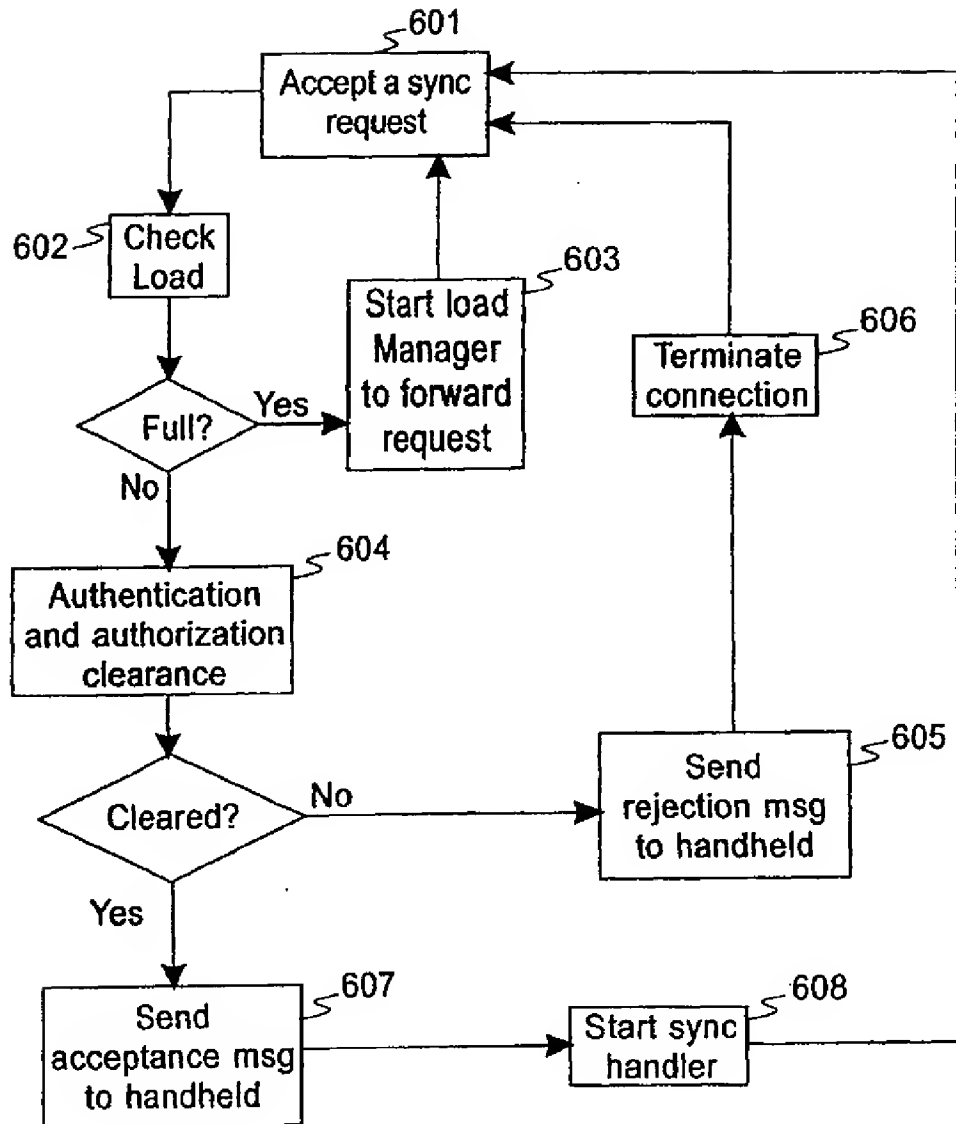 601
Accept a sync
request
602
Check
Load
603
Start load
Manager
to forward
request
606
Terminate
connection
Full?
Yes
No
604
Authentication
and authorization
clearance
605
Send
rejection msg
to handheld
Cleared?
No
Yes
607
Send
acceptance msg
to handheld
608
Start sync
handler